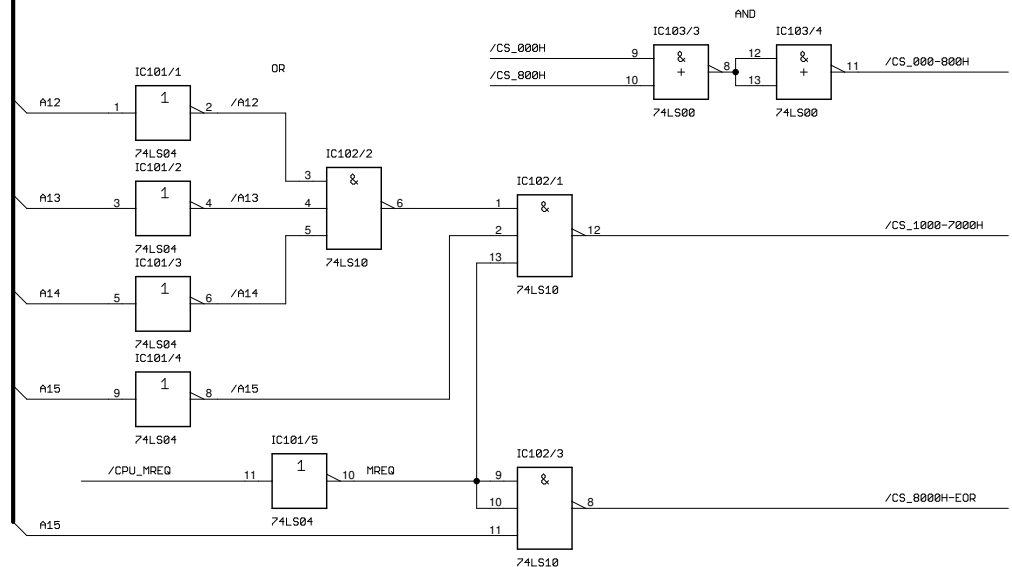 AND
IC103/3 IC103/4
/CS_000H 9 & + 8 12 & + 11 /CS_000-800H
/CS_800H 10 13
74LS00 74LS00
OR
IC101/1
A12 1 1 2 /A12
74LS04
IC101/2
A13 3 1 4 /A13
74LS04
IC101/3
A14 5 1 6 /A14
74LS04
IC101/4
A15 9 1 8 /A15
74LS04
IC102/2
3 &
4 6
5
74LS10
IC102/1
1 &
2 12 /CS_1000-7000H
13
74LS10
IC101/5
/CPU_MREQ 11 1 10 MREQ
74LS04
IC102/3
9 &
10 8 /CS_8000H-EOR
A15 11
74LS10